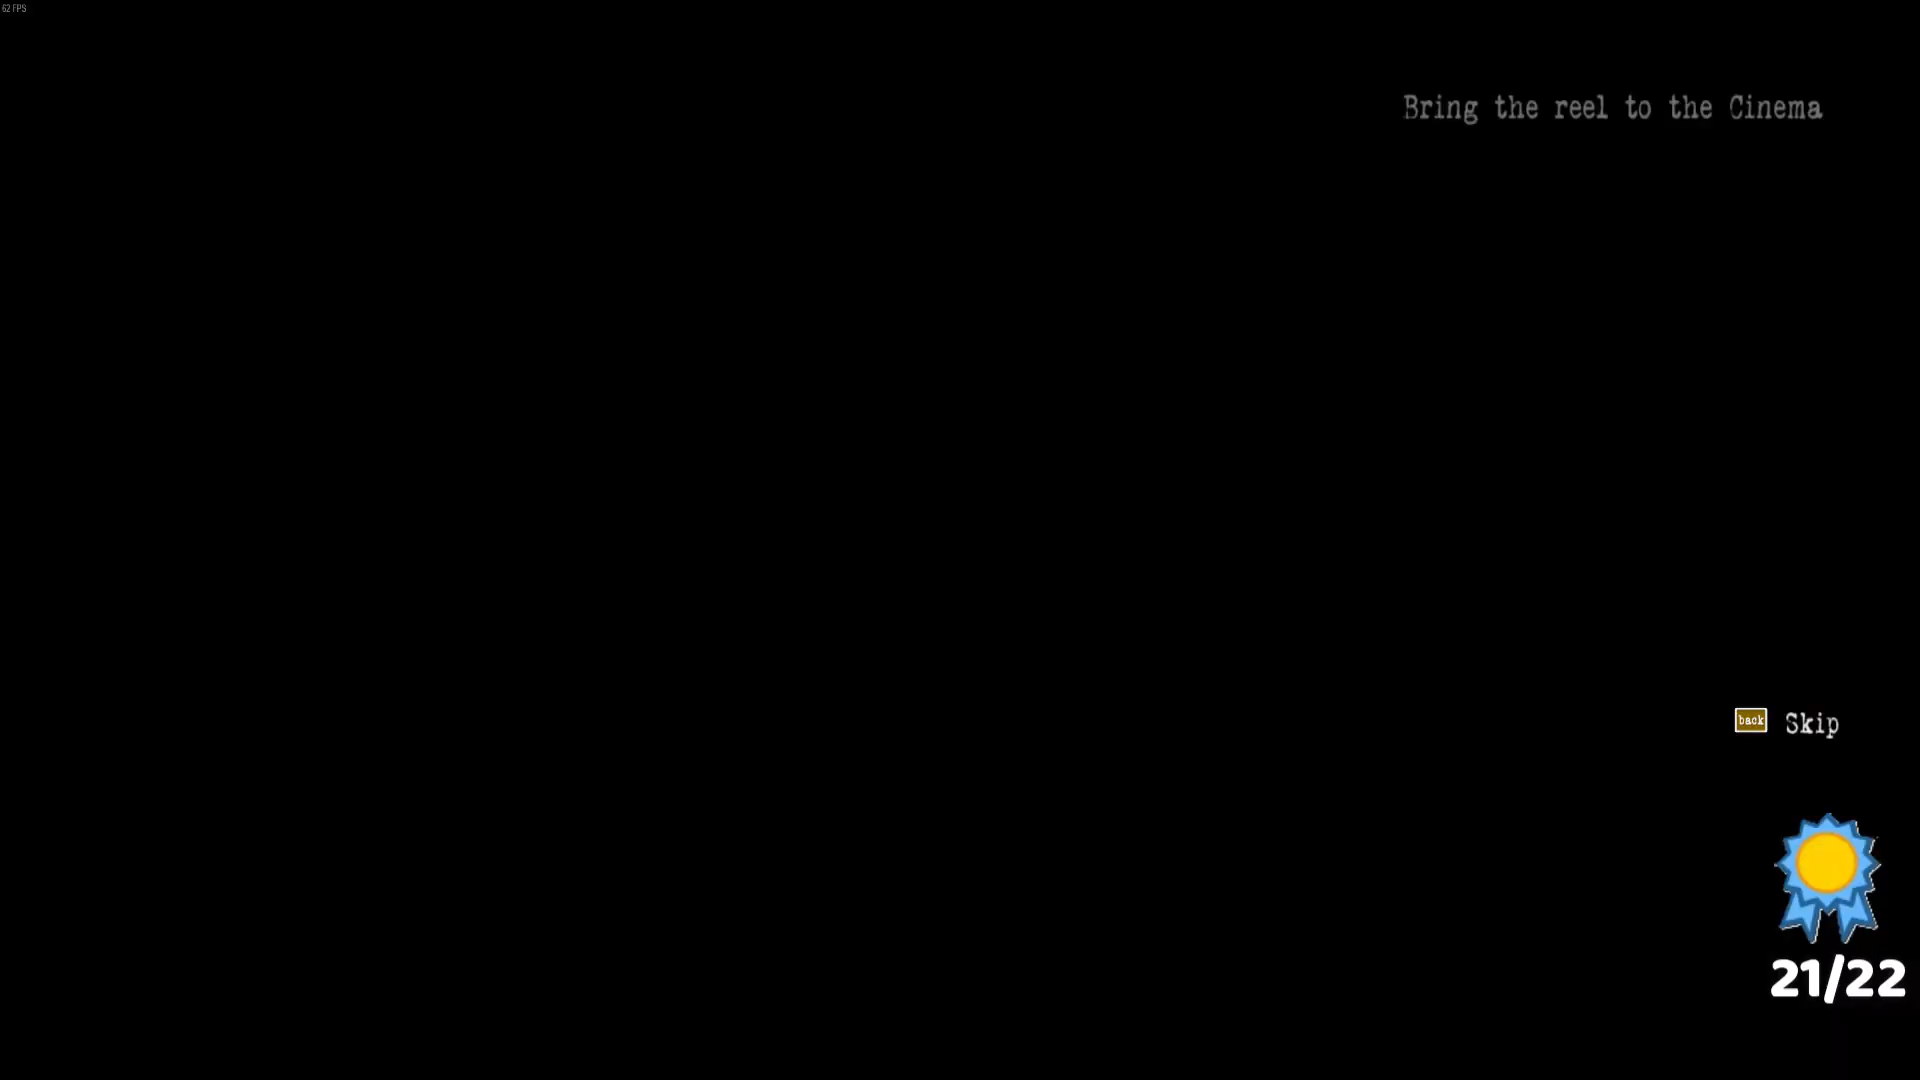 62 FPS
Bring the reel to the Cinema
back Skip
21/22